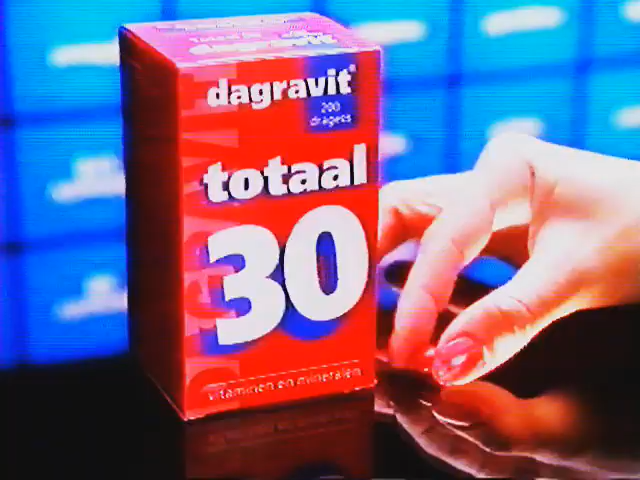 dagravit®
200
dragees
totaal
30
vitaminen en mineralen